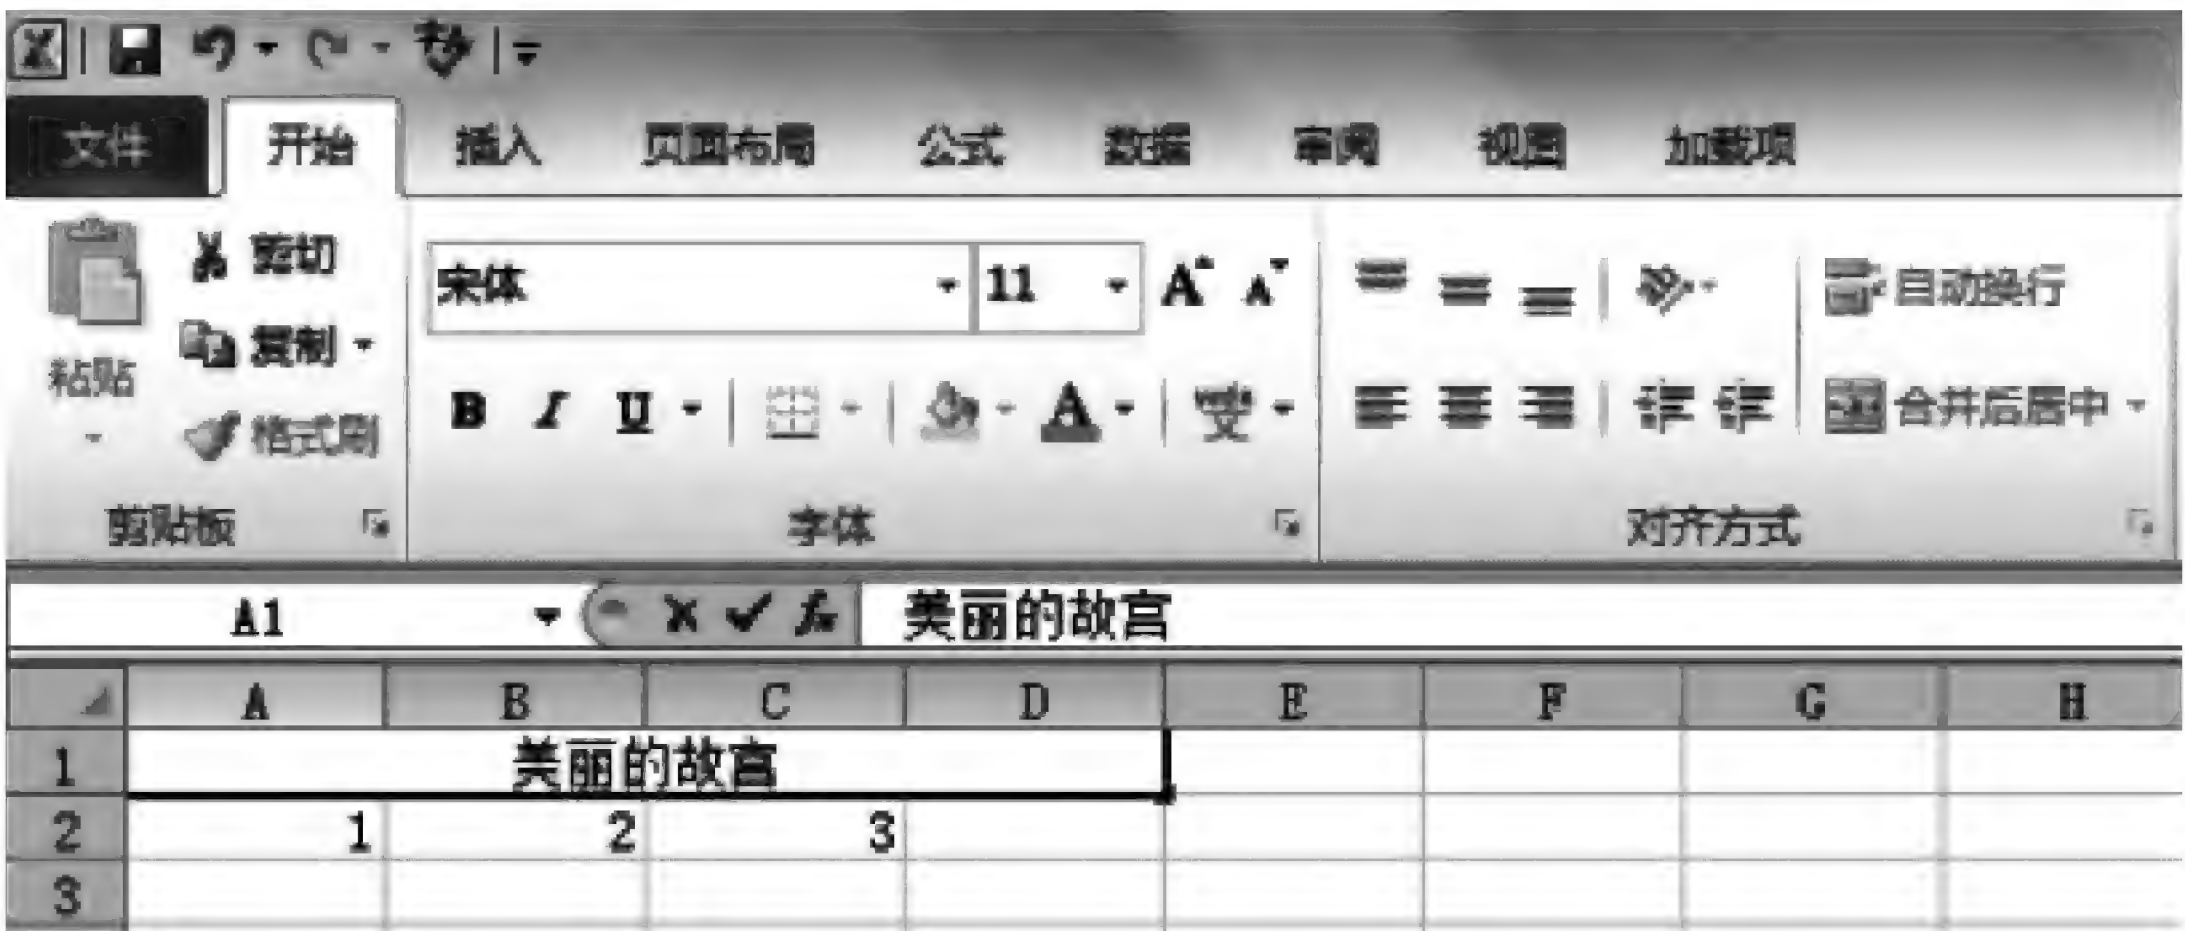 文件 开始 插入 页面布局 公式 数据 审阅 视图 加载项
剪切
宋体 11 A A 自动换行
复制
粘贴
B I U A 文 合并后居中
格式刷
剪贴板 字体 对齐方式
A1 fx 美丽的故宫
A B C D E F G H
1 美丽的故宫
2 1 2 3
3